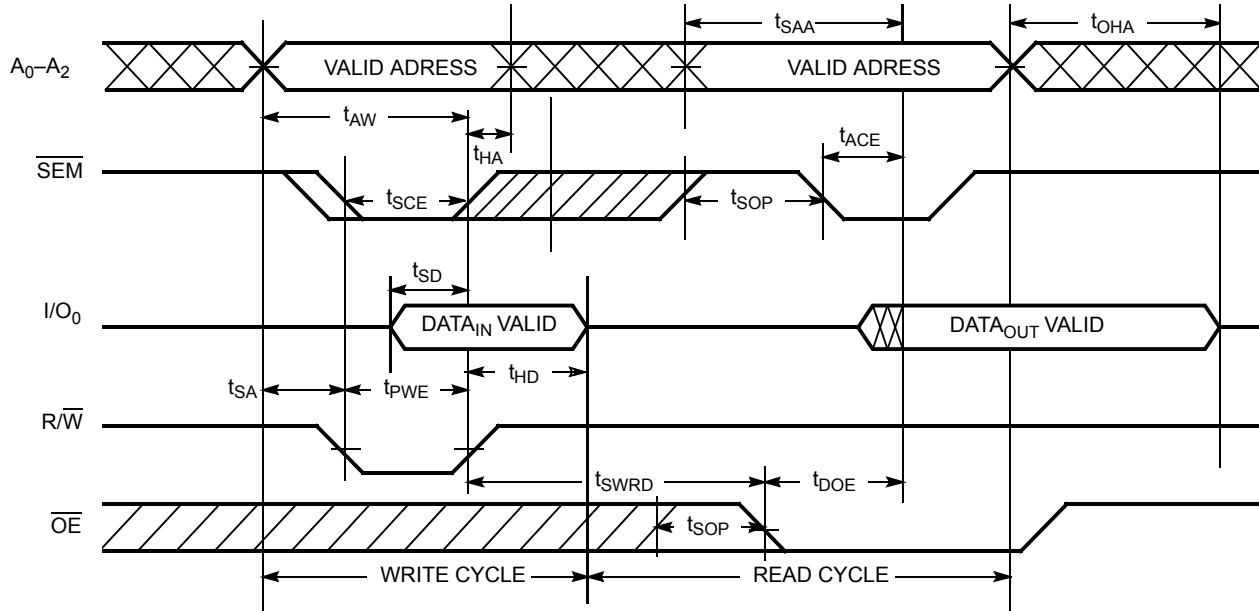 tSAA
tOHA
A0–A2
VALID ADRESS
VALID ADRESS
tAW
tHA
tACE
SEM
tSCE
tSOP
tSD
I/O0
DATAIN VALID
DATAOUT VALID
tSA
tPWE
tHD
R/W
tSWRD
tDOE
OE
tSOP
WRITE CYCLE
READ CYCLE